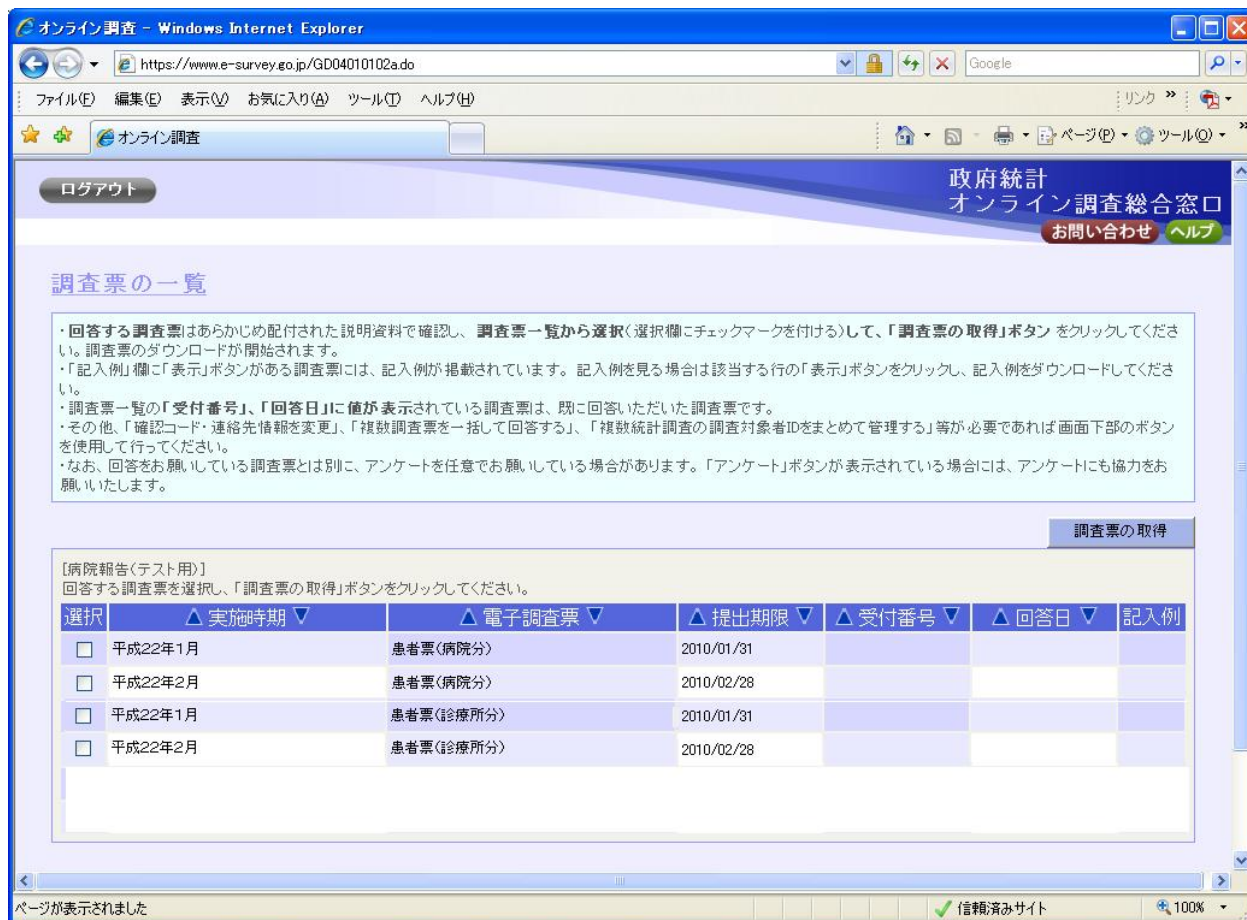 オンライン調査 - Windows Internet Explorer
https://www.e-survey.go.jp/GD04010102a.do
Google
ファイル(F) 編集(E) 表示(V) お気に入り(A) ツール(T) ヘルプ(H)
リンク »
オンライン調査
ページ(P) ツール(O) »
ログアウト
政府統計
オンライン調査総合窓口
お問い合わせ ヘルプ
調査票の一覧
・回答する調査票はあらかじめ配付された説明資料で確認し、調査票一覧から選択(選択欄にチェックマークを付ける)して、「調査票の取得」ボタン をクリックしてくださ
い。調査票のダウンロードが開始されます。
・「記入例」欄に「表示」ボタンがある調査票には、記入例が掲載されています。記入例を見る場合は該当する行の「表示」ボタンをクリックし、記入例をダウンロードしてくださ
い。
・調査票一覧の「受付番号」、「回答日」に値が表示されている調査票は、既に回答いただいた調査票です。
・その他、「確認コード・連絡先情報を変更」、「複数調査票を一括して回答する」、「複数統計調査の調査対象者IDをまとめて管理する」等が必要であれば画面下部のボタン
を使用して行ってください。
・なお、回答をお願いしている調査票とは別に、アンケートを任意でお願いしている場合があります。「アンケート」ボタンが表示されている場合には、アンケートにも協力をお
願いいたします。
調査票の取得
[病院報告(テスト用)]
回答する調査票を選択し、「調査票の取得」ボタンをクリックしてください。
選択 △ 実施時期 ▼ △ 電子調査票 ▼ △ 提出期限 ▼ △ 受付番号 ▼ △ 回答日 ▼ 記入例
平成22年1月 患者票(病院分) 2010/01/31
平成22年2月 患者票(病院分) 2010/02/28
平成22年1月 患者票(診療所分) 2010/01/31
平成22年2月 患者票(診療所分) 2010/02/28
ページが表示されました 信頼済みサイト 100%